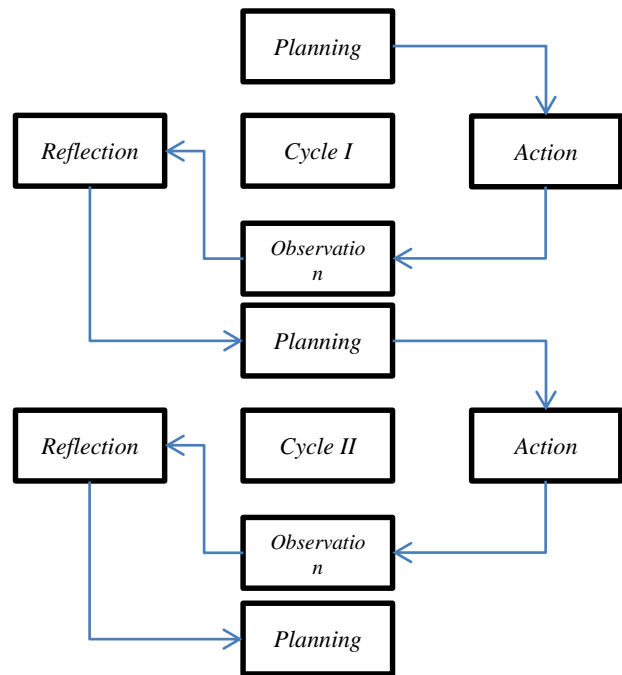 Planning
Reflection
Cycle I
Action
Observatio
n
Planning
Reflection
Cycle II
Action
Observatio
n
Planning